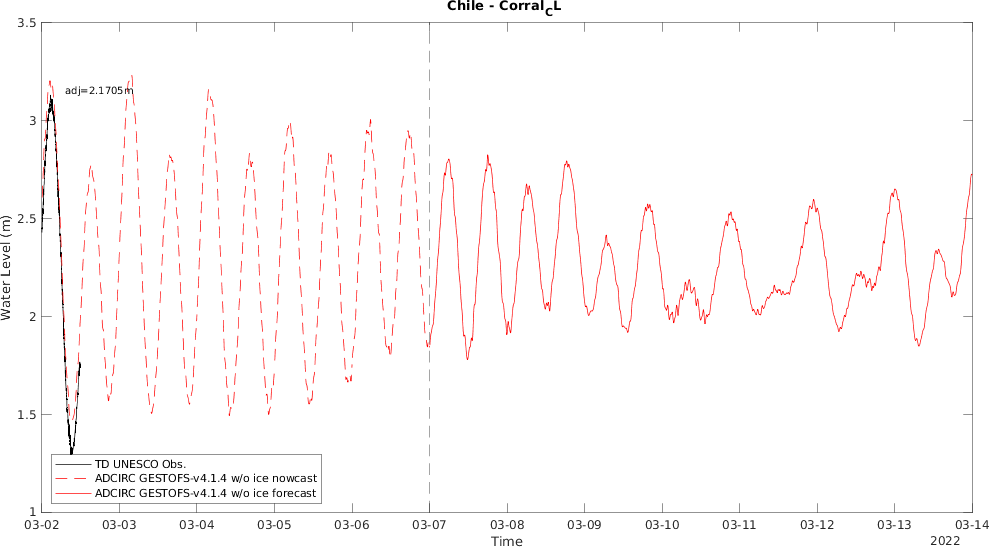 Chile - Corral_CL
3.5
adj=2.1705m
3
2.5
Water Level (m)
2
1.5
TD UNESCO Obs.
ADCIRC GESTOFS-v4.1.4 w/o ice nowcast
ADCIRC GESTOFS-v4.1.4 w/o ice forecast
1
03-02 03-03 03-04 03-05 03-06 03-07 03-08 03-09 03-10 03-11 03-12 03-13 03-14
Time
2022